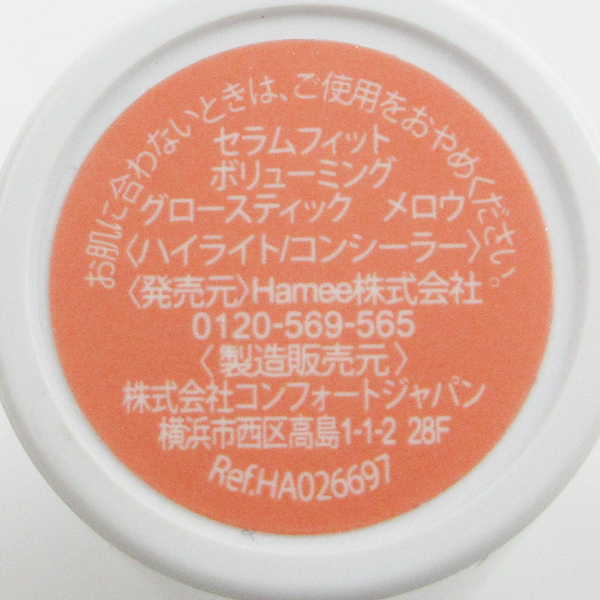 お肌に合わないときは、ご使用をおやめください。
セラムフィット
ボリューミング
グロースティック　メロウ
〈ハイライト/コンシーラー〉
〈発売元〉Hamee株式会社
0120-569-565
〈製造販売元〉
株式会社コンフォートジャパン
横浜市西区高島1-1-2 28F
Ref.HA026697